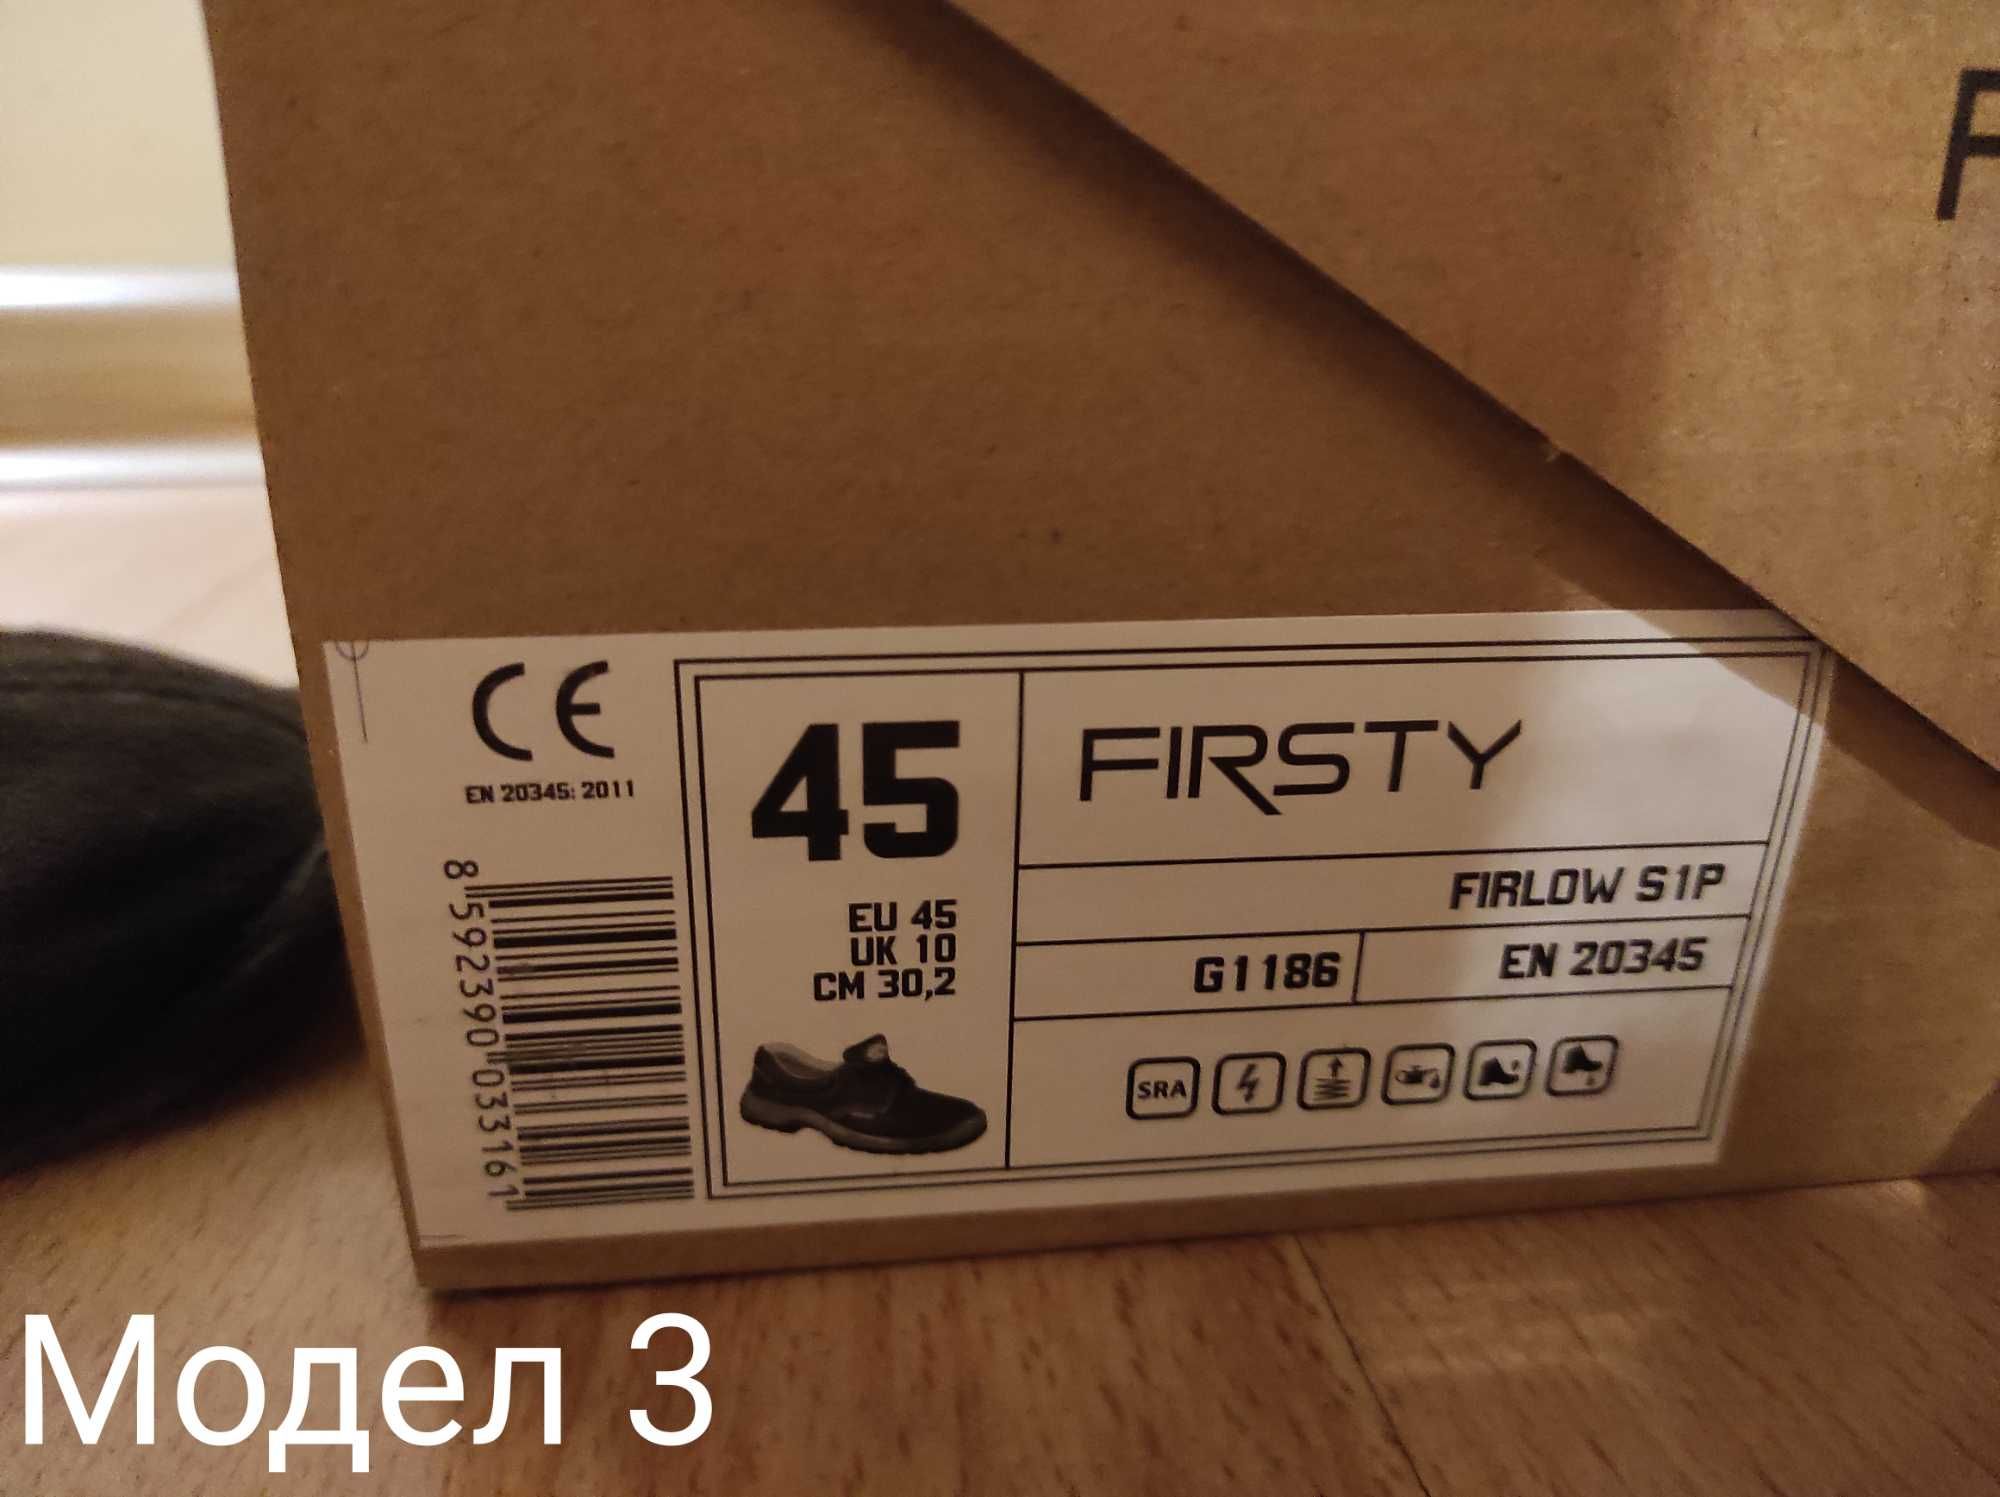 F
CE
EN 20345: 2011
8 592390 033161
45
EU 45
UK 10
CM 30,2
FIRSTY
FIRLOW S1P
G1186
EN 20345
SRA
Модел 3